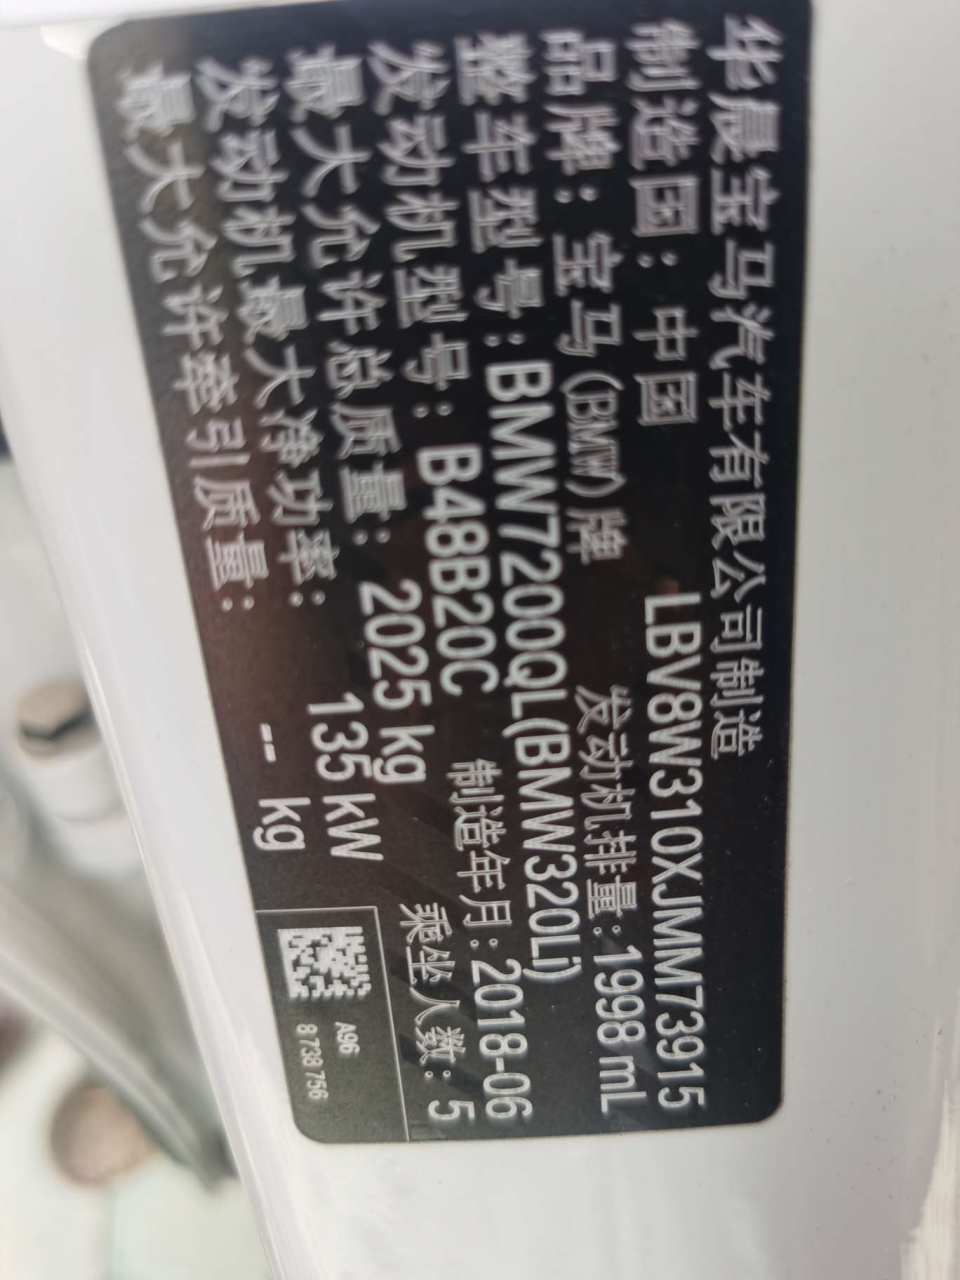 华晨宝马汽车有限公司制造
制造国：中国 LBV8W310XJMM73915
品牌：宝马(BMW)牌 发动机排量：1998 mL
整车型号：BMW7200QL(BMW320Li)
发动机型号：B48B20C 制造年月：2018-06
最大允许总质量：2025 kg 乘坐人数：5
发动机最大净功率：135 kW
最大允许牵引质量： -- kg
A96
8 738 756